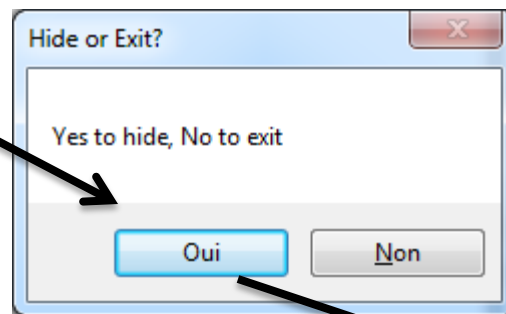 Hide or Exit?
Yes to hide, No to exit
Oui
Non